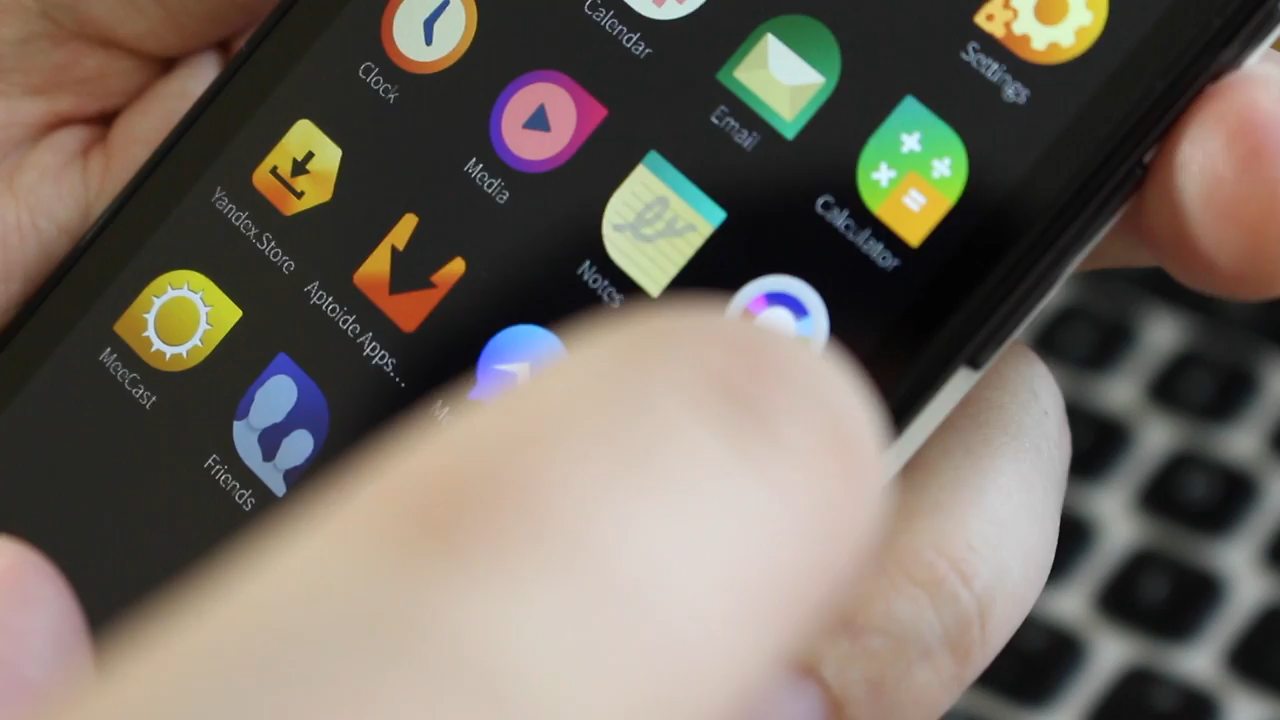 Calendar
Settings
Clock
Email
Media
Calculator
Yandex.Store
Notes
Aptoide Apps...
MeeCast
Friends